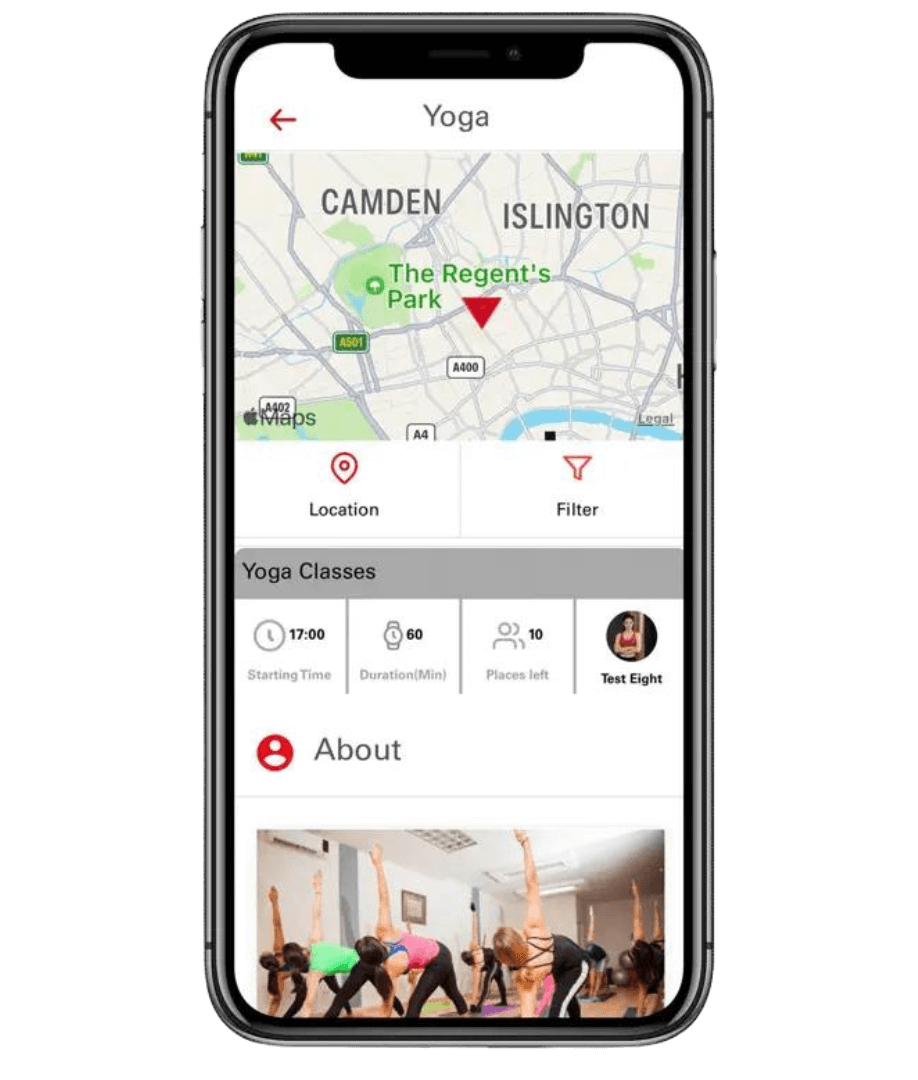 Yoga
A41
CAMDEN
ISLINGTON
The Regent's
Park
A501
A400
A402
Maps
A4
Legal
Location
Filter
Yoga Classes
17:00
60
10
Starting Time
Duration(Min)
Places left
Test Eight
About